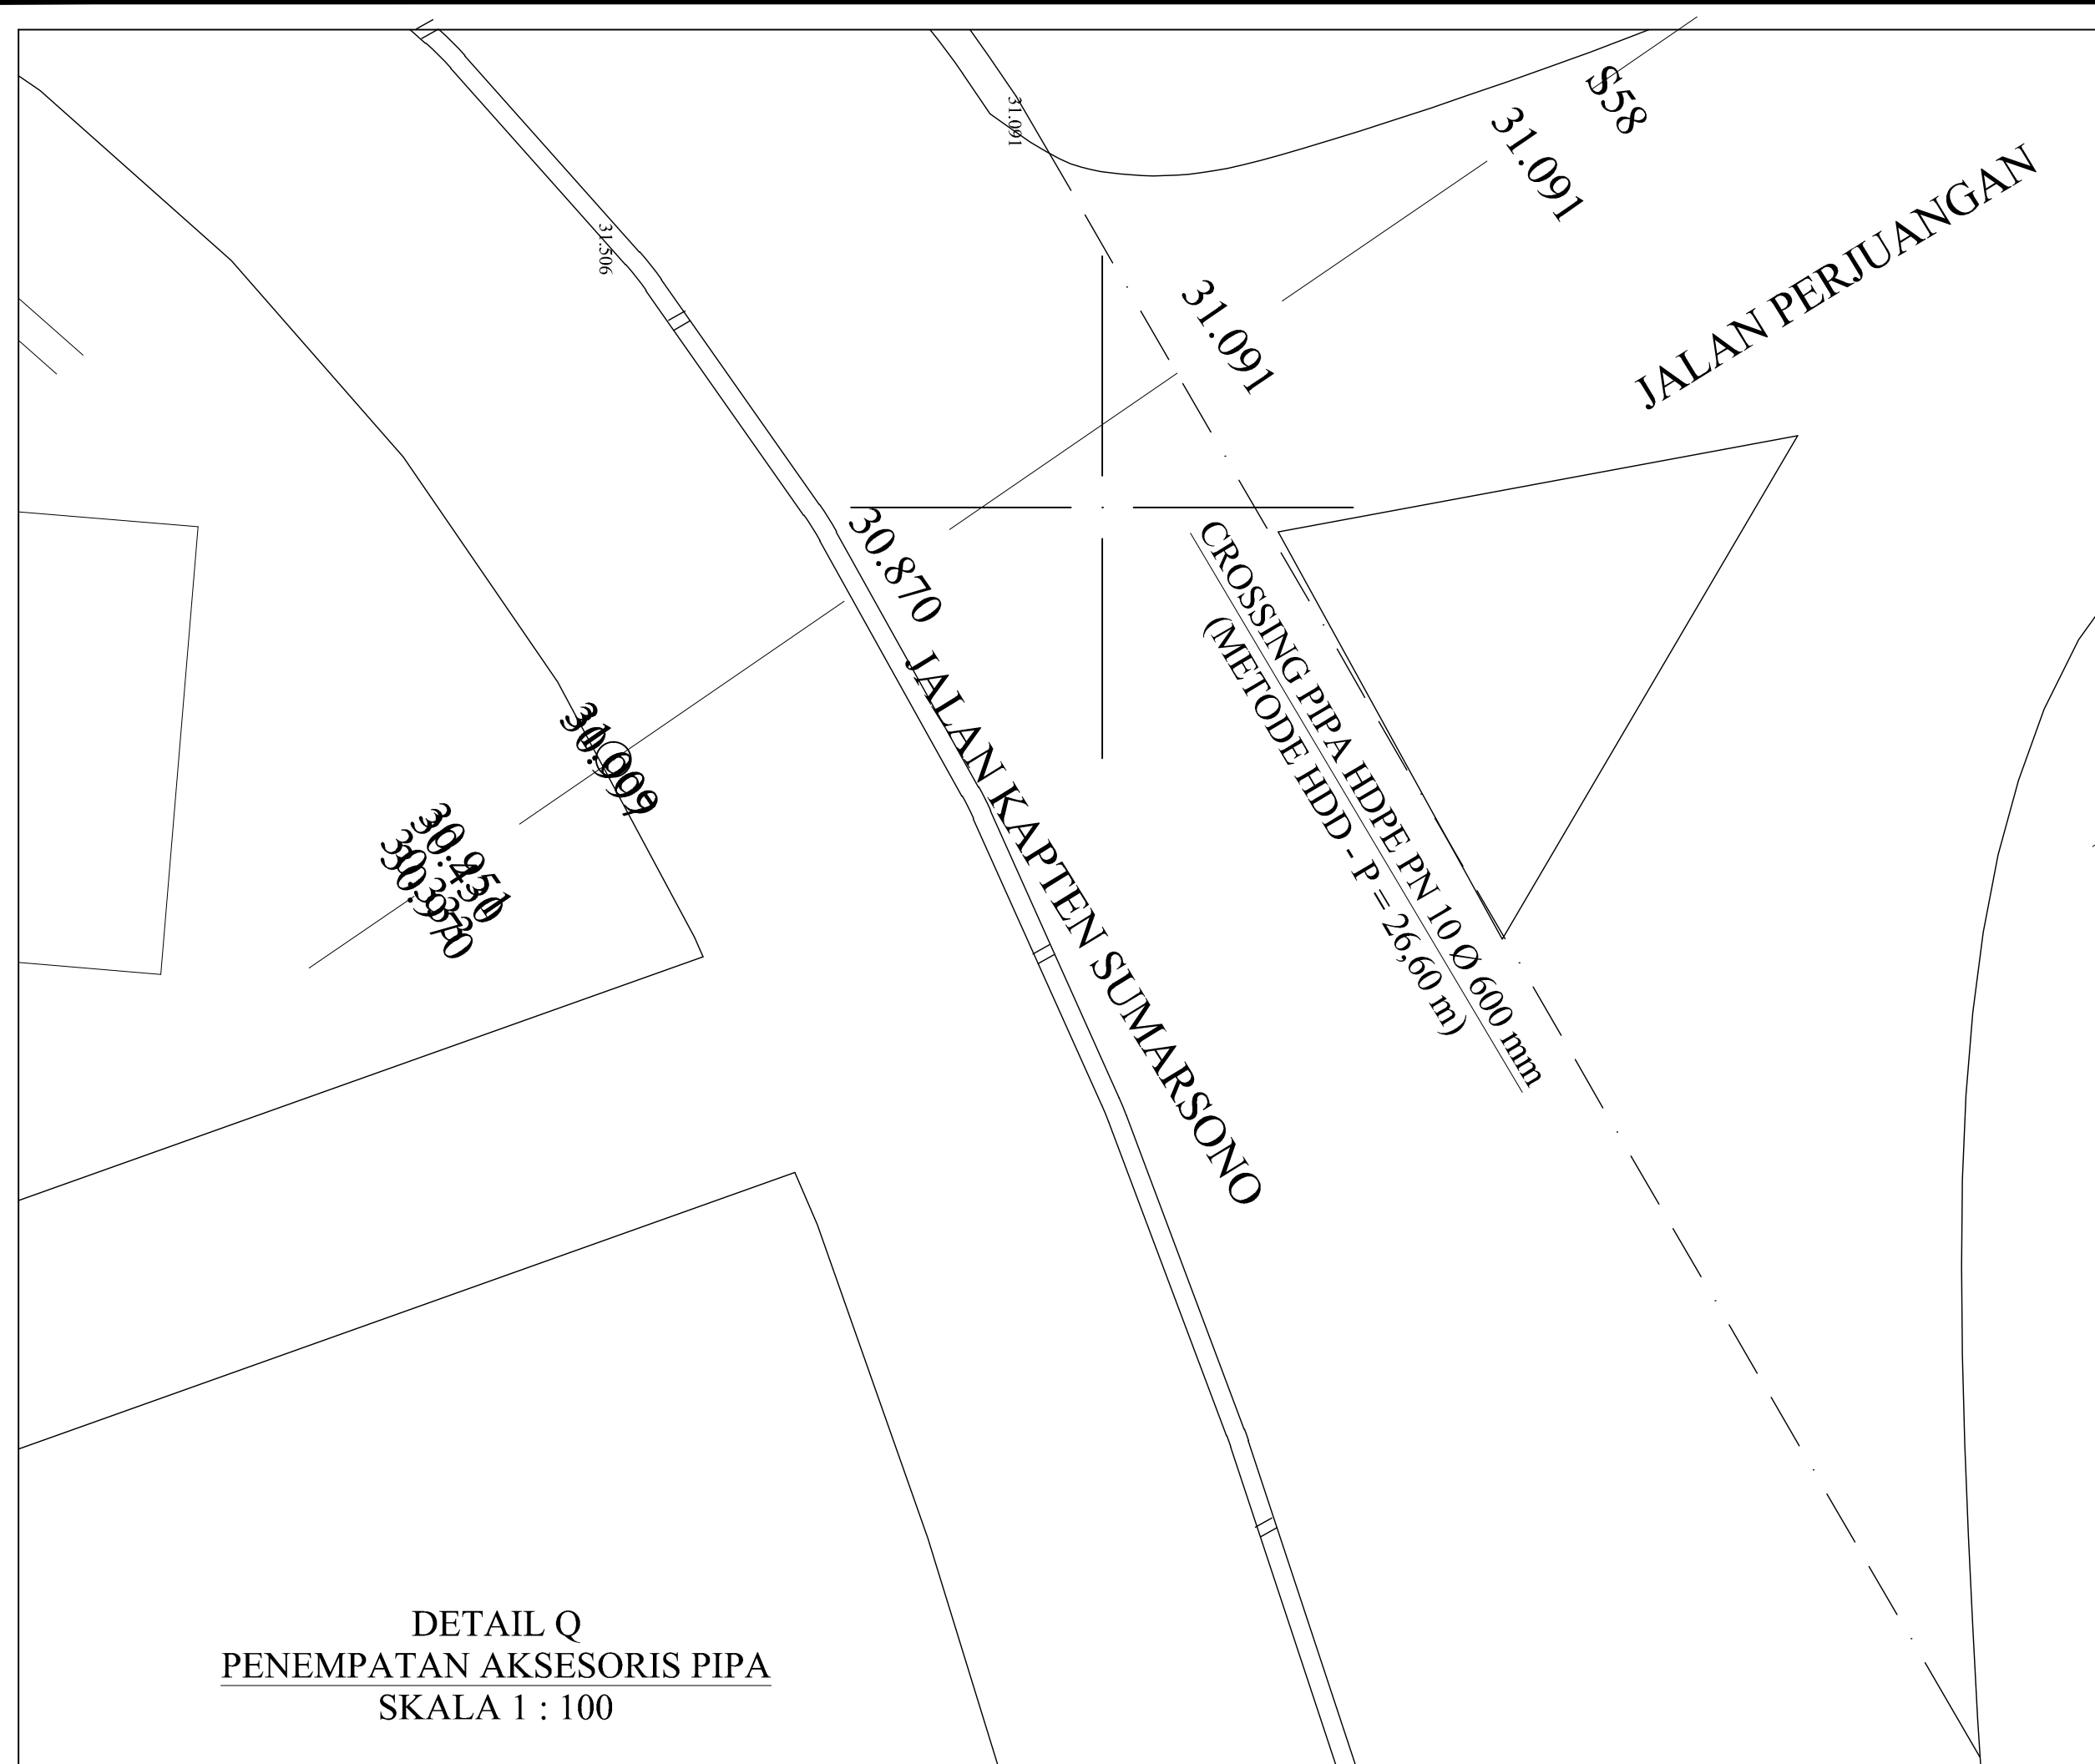 $58
31.091
31.091
31.506
31.091
JALAN PERJUANGAN
30.870
JALAN KAPTEN SUMARSONO
CROSSING PIPA HDPE PN 10 Ø 600 mm
(METODE HDD - P = 26,60 m)
DETAIL Q
PENEMPATAN AKSESORIS PIPA
SKALA 1 : 100